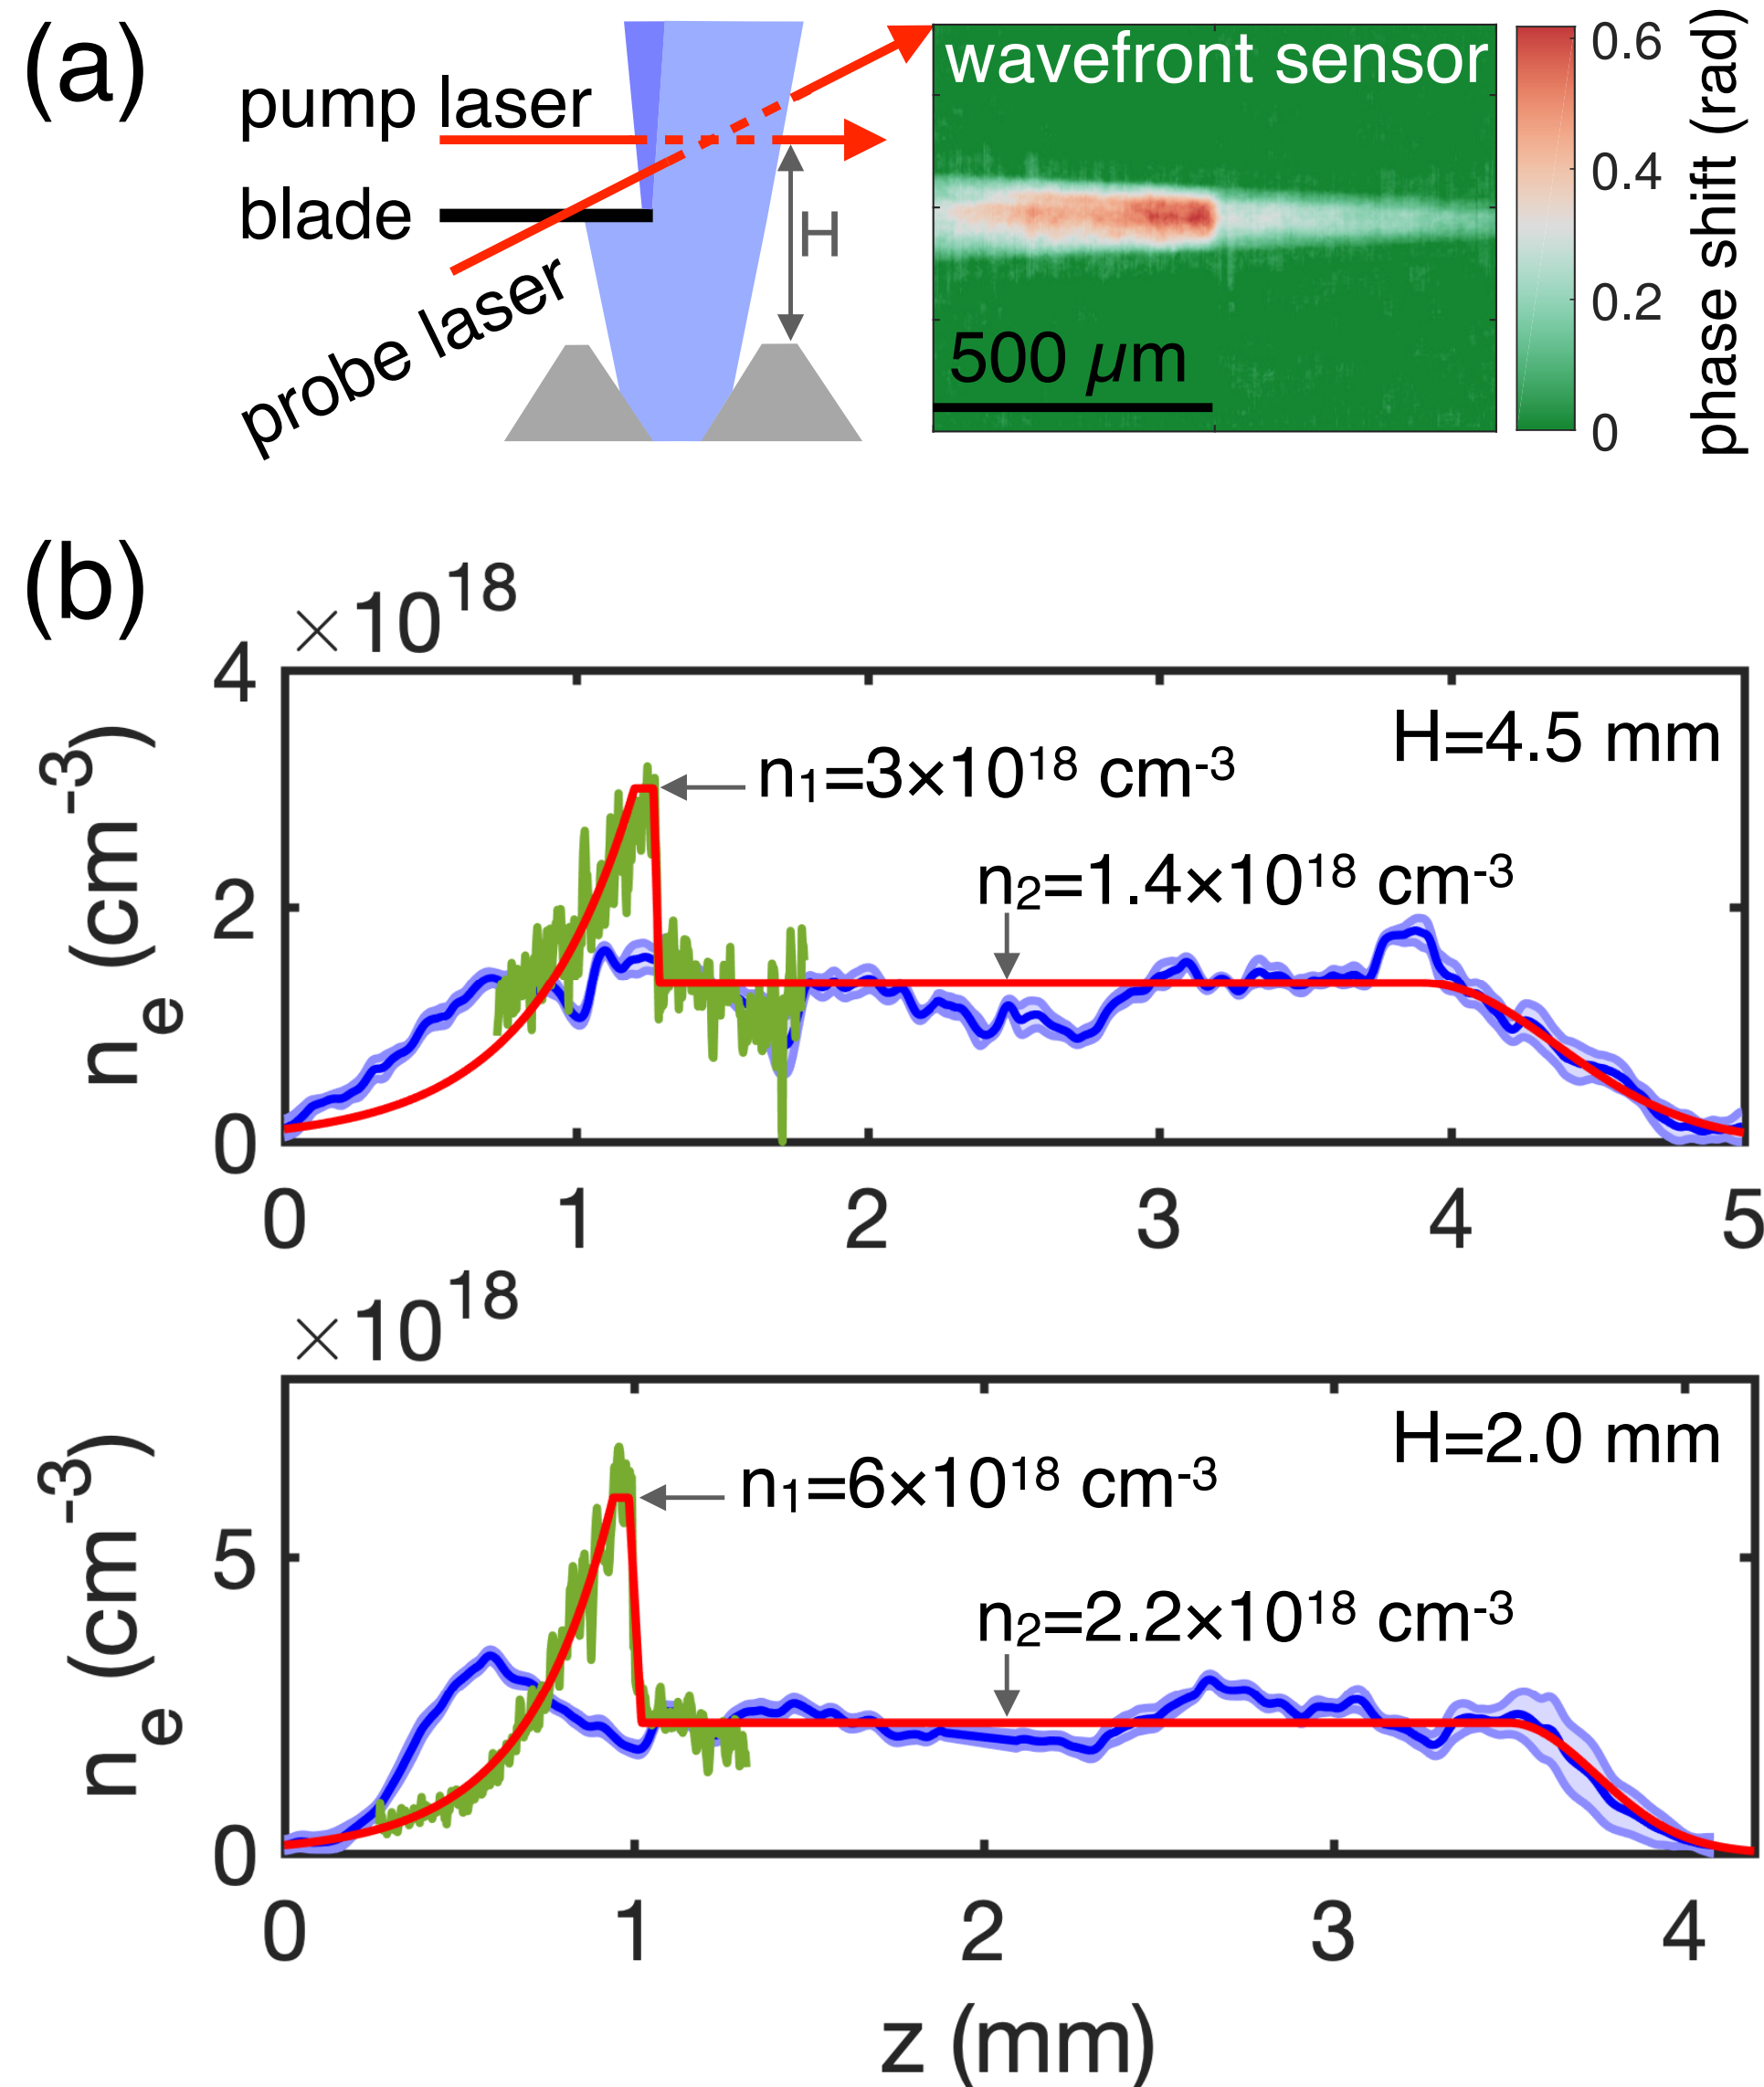 (a)
pump laser
blade
probe laser
H
wavefront sensor
500 μm
0.6
0.4
0.2
0
phase shift (rad)
(b)
×10¹⁸
4
2
0
nₑ (cm⁻³)
H=4.5 mm
n₁=3×10¹⁸ cm⁻³
n₂=1.4×10¹⁸ cm⁻³
0 1 2 3 4 5
×10¹⁸
5
0
nₑ (cm⁻³)
H=2.0 mm
n₁=6×10¹⁸ cm⁻³
n₂=2.2×10¹⁸ cm⁻³
0 1 2 3 4
z (mm)